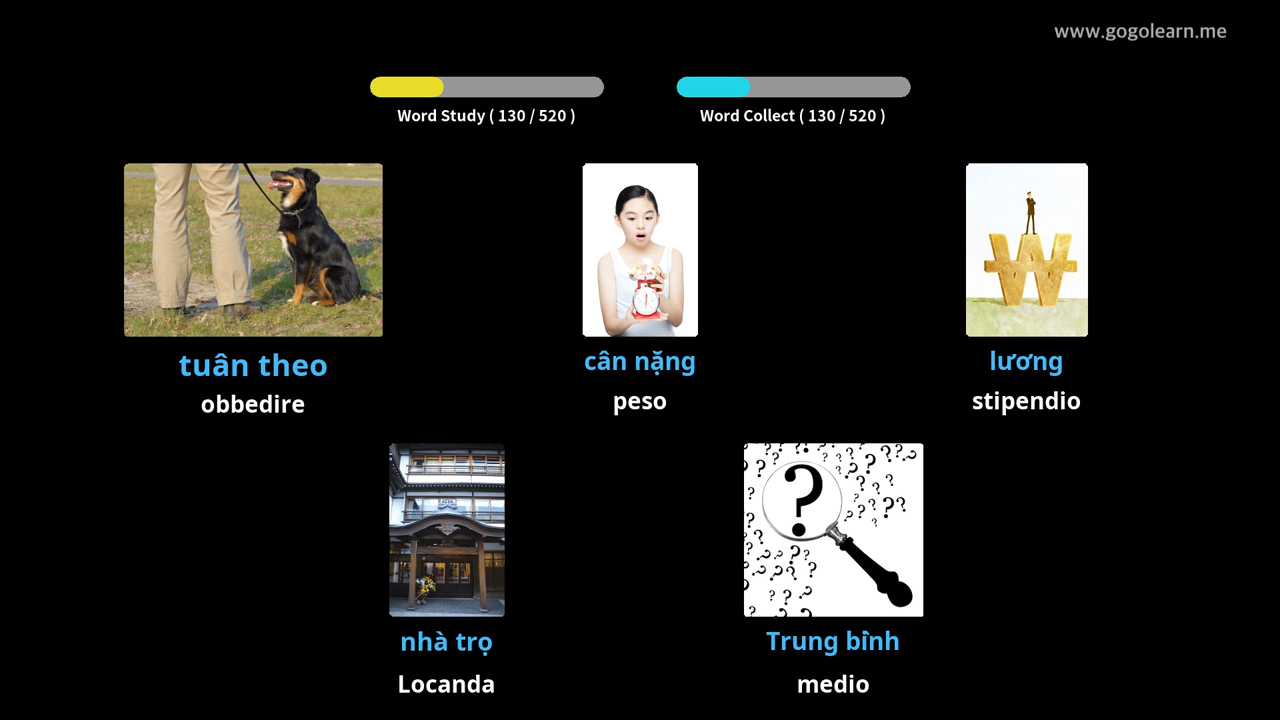 www.gogolearn.me
Word Study ( 130 / 520 )
Word Collect ( 130 / 520 )
tuân theo
obbedire
cân nặng
peso
lương
stipendio
nhà trọ
Locanda
Trung bình
medio